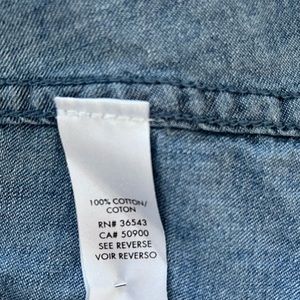 100% COTTON/
COTON
RN# 36543
CA# 50900
SEE REVERSE
VOIR REVERSO